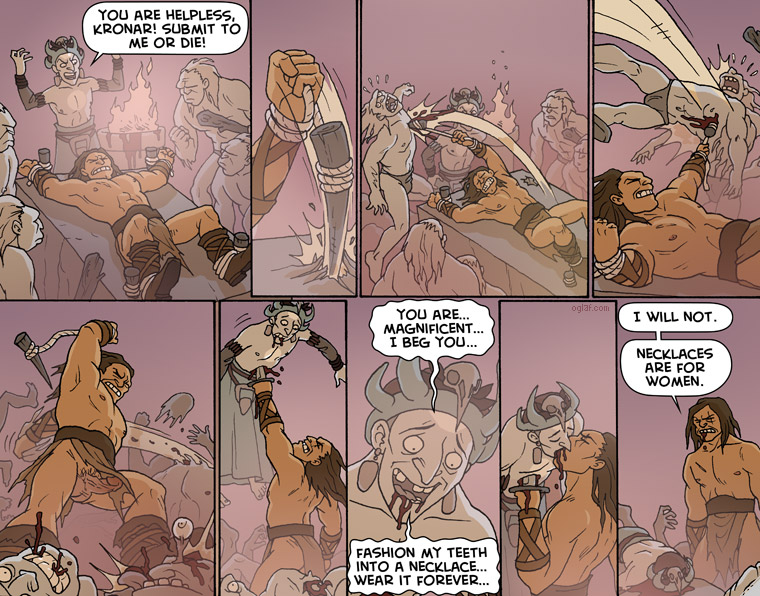 YOU ARE HELPLESS,
KRONAR! SUBMIT TO
ME OR DIE!
YOU ARE...
MAGNIFICENT...
I BEG YOU...
FASHION MY TEETH
INTO A NECKLACE...
WEAR IT FOREVER...
oglaf.com
I WILL NOT.
NECKLACES
ARE FOR
WOMEN.